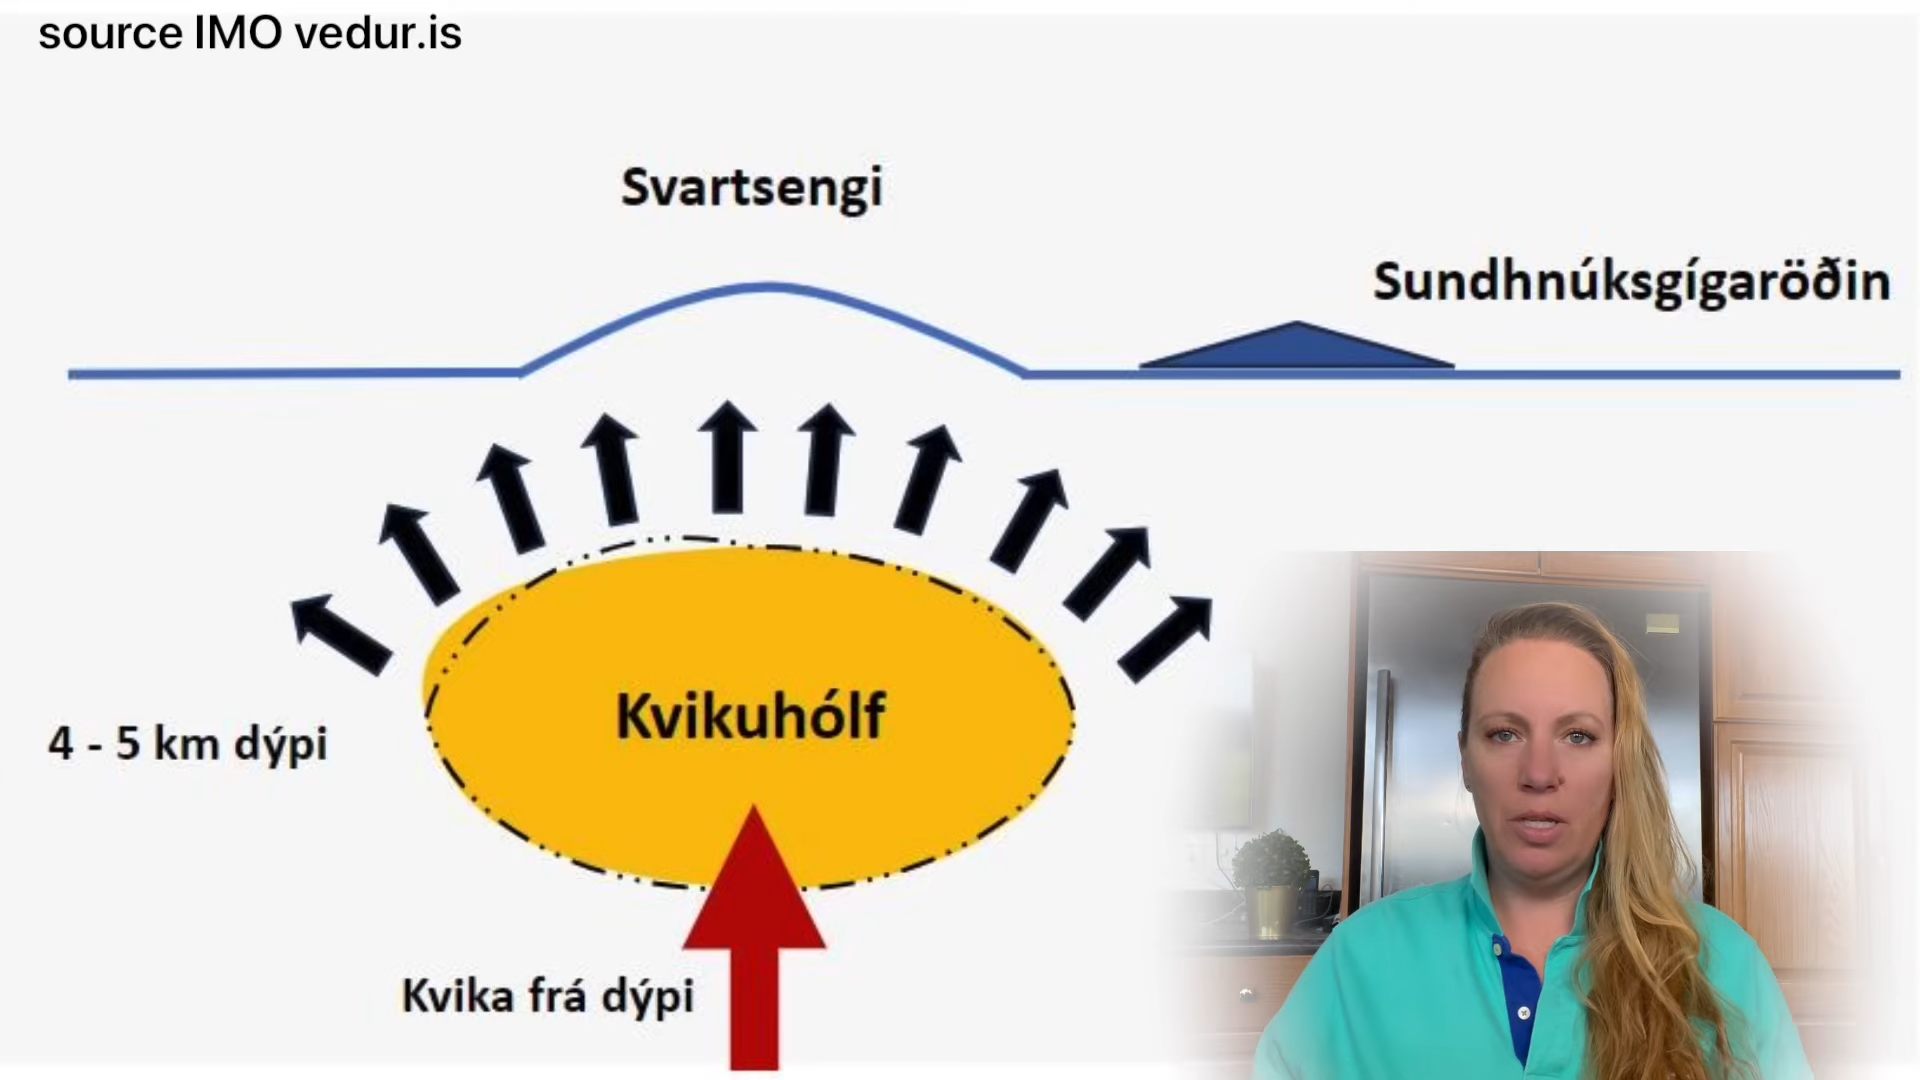 source IMO vedur.is
Svartsengi
Sundhnúksgígaröðin
Kvikuhólf
4 - 5 km dýpi
Kvika frá dýpi